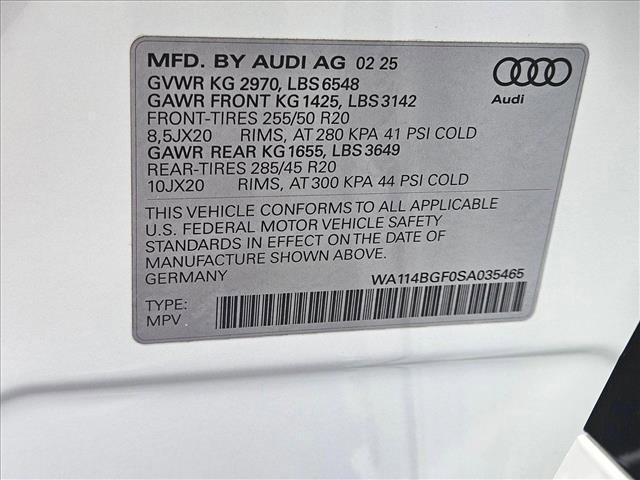 MFD. BY AUDI AG 02 25
GVWR KG 2970, LBS 6548
GAWR FRONT KG 1425, LBS 3142
FRONT-TIRES 255/50 R20
8,5JX20 RIMS, AT 280 KPA 41 PSI COLD
GAWR REAR KG 1655, LBS 3649
REAR-TIRES 285/45 R20
10JX20 RIMS, AT 300 KPA 44 PSI COLD
Audi
THIS VEHICLE CONFORMS TO ALL APPLICABLE
U.S. FEDERAL MOTOR VEHICLE SAFETY
STANDARDS IN EFFECT ON THE DATE OF
MANUFACTURE SHOWN ABOVE.
GERMANY WA114BGF0SA035465
TYPE:
MPV